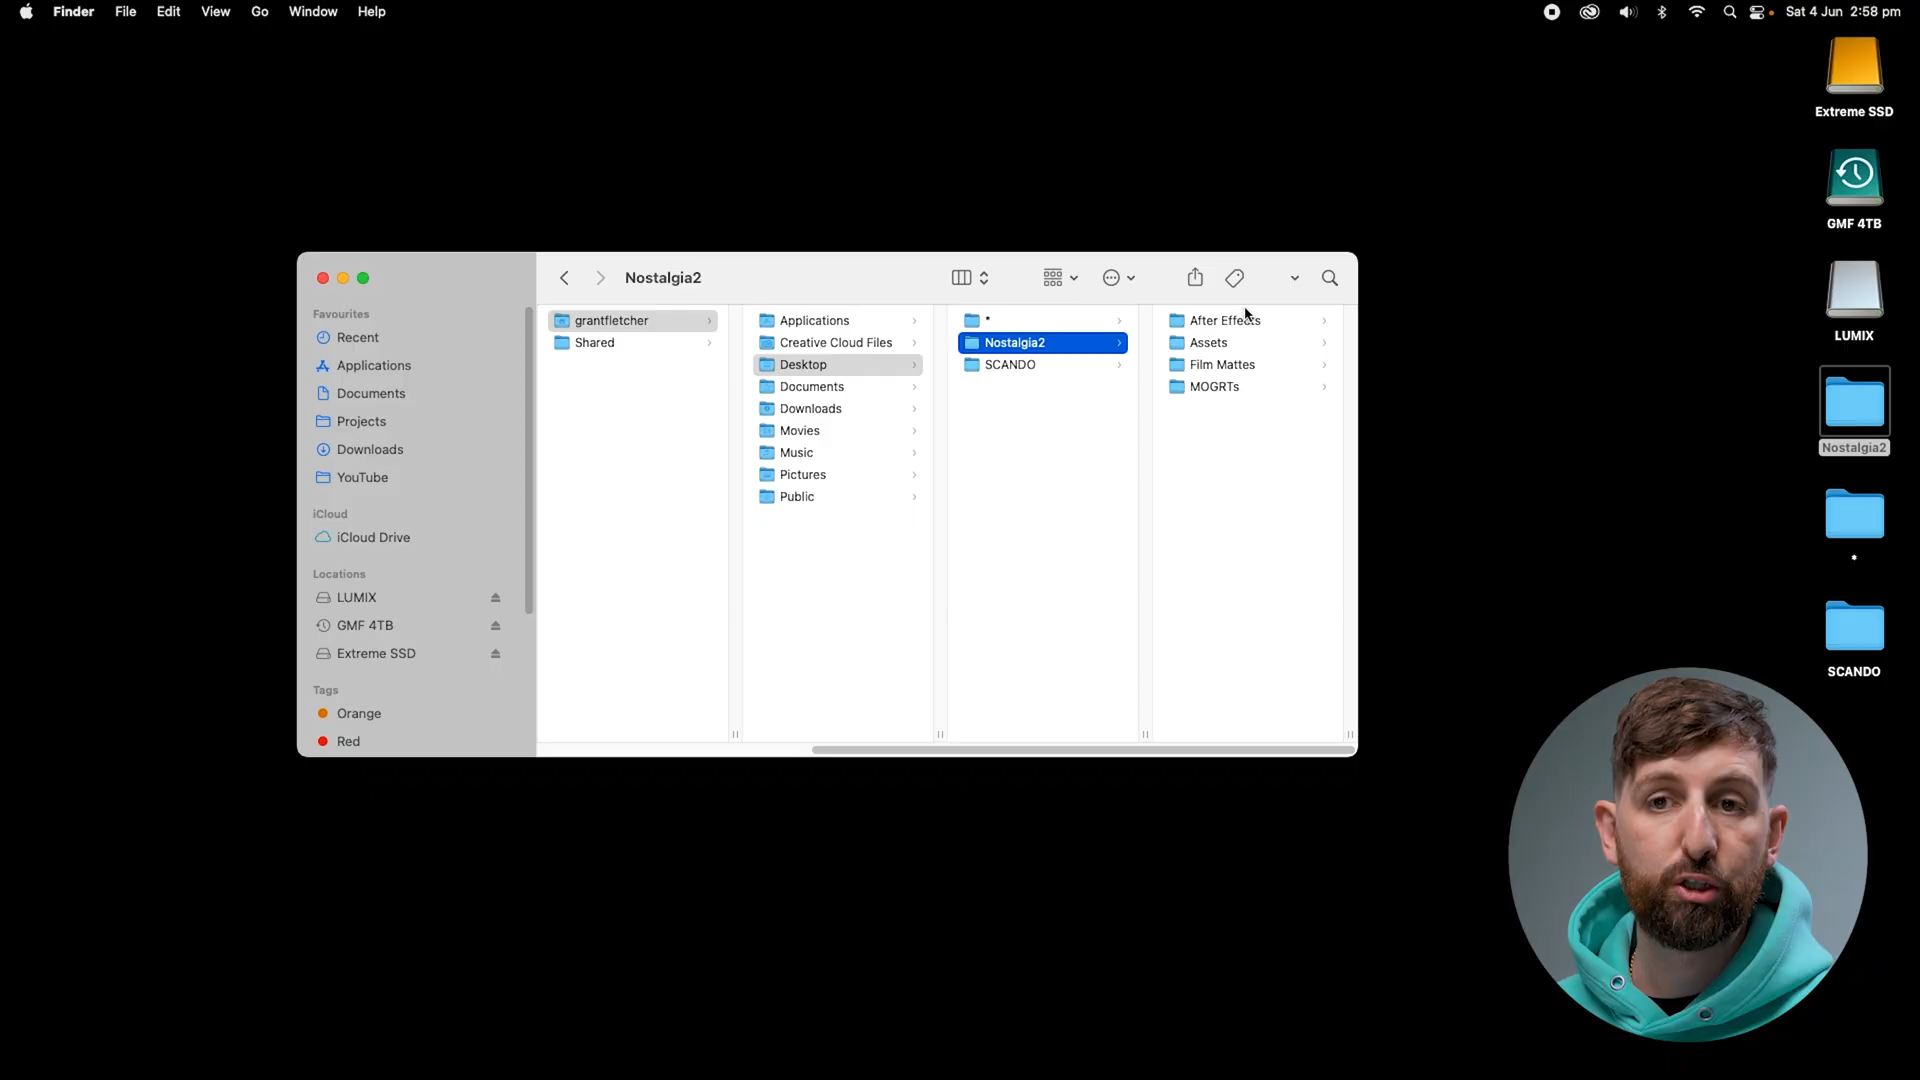 Finder File Edit View Go Window Help
Sat 4 Jun 2:58 pm
Extreme SSD
GMF 4TB
LUMIX
Nostalgia2
*
SCANDO
Nostalgia2
Favourites
Recent
Applications
Documents
Projects
Downloads
YouTube
iCloud
iCloud Drive
Locations
LUMIX
GMF 4TB
Extreme SSD
Tags
Orange
Red
grantfletcher
Shared
Applications
Creative Cloud Files
Desktop
Documents
Downloads
Movies
Music
Pictures
Public
*
Nostalgia2
SCANDO
After Effects
Assets
Film Mattes
MOGRTs